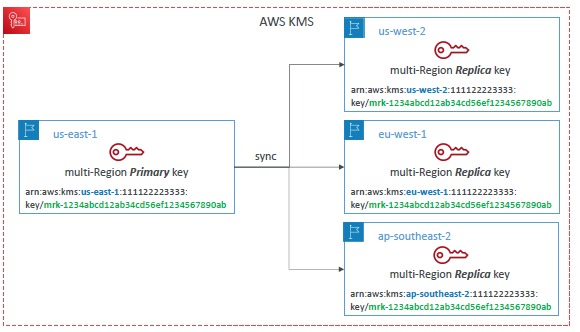 AWS KMS
us-east-1
multi-Region Primary key
arn:aws:kms:us-east-1:111122223333:
key/mrk-1234abcd12ab34cd56ef1234567890ab
sync
us-west-2
multi-Region Replica key
arn:aws:kms:us-west-2:111122223333:
key/mrk-1234abcd12ab34cd56ef1234567890ab
eu-west-1
multi-Region Replica key
arn:aws:kms:eu-west-1:111122223333:
key/mrk-1234abcd12ab34cd56ef1234567890ab
ap-southeast-2
multi-Region Replica key
arn:aws:kms:ap-southeast-2:111122223333:
key/mrk-1234abcd12ab34cd56ef1234567890ab